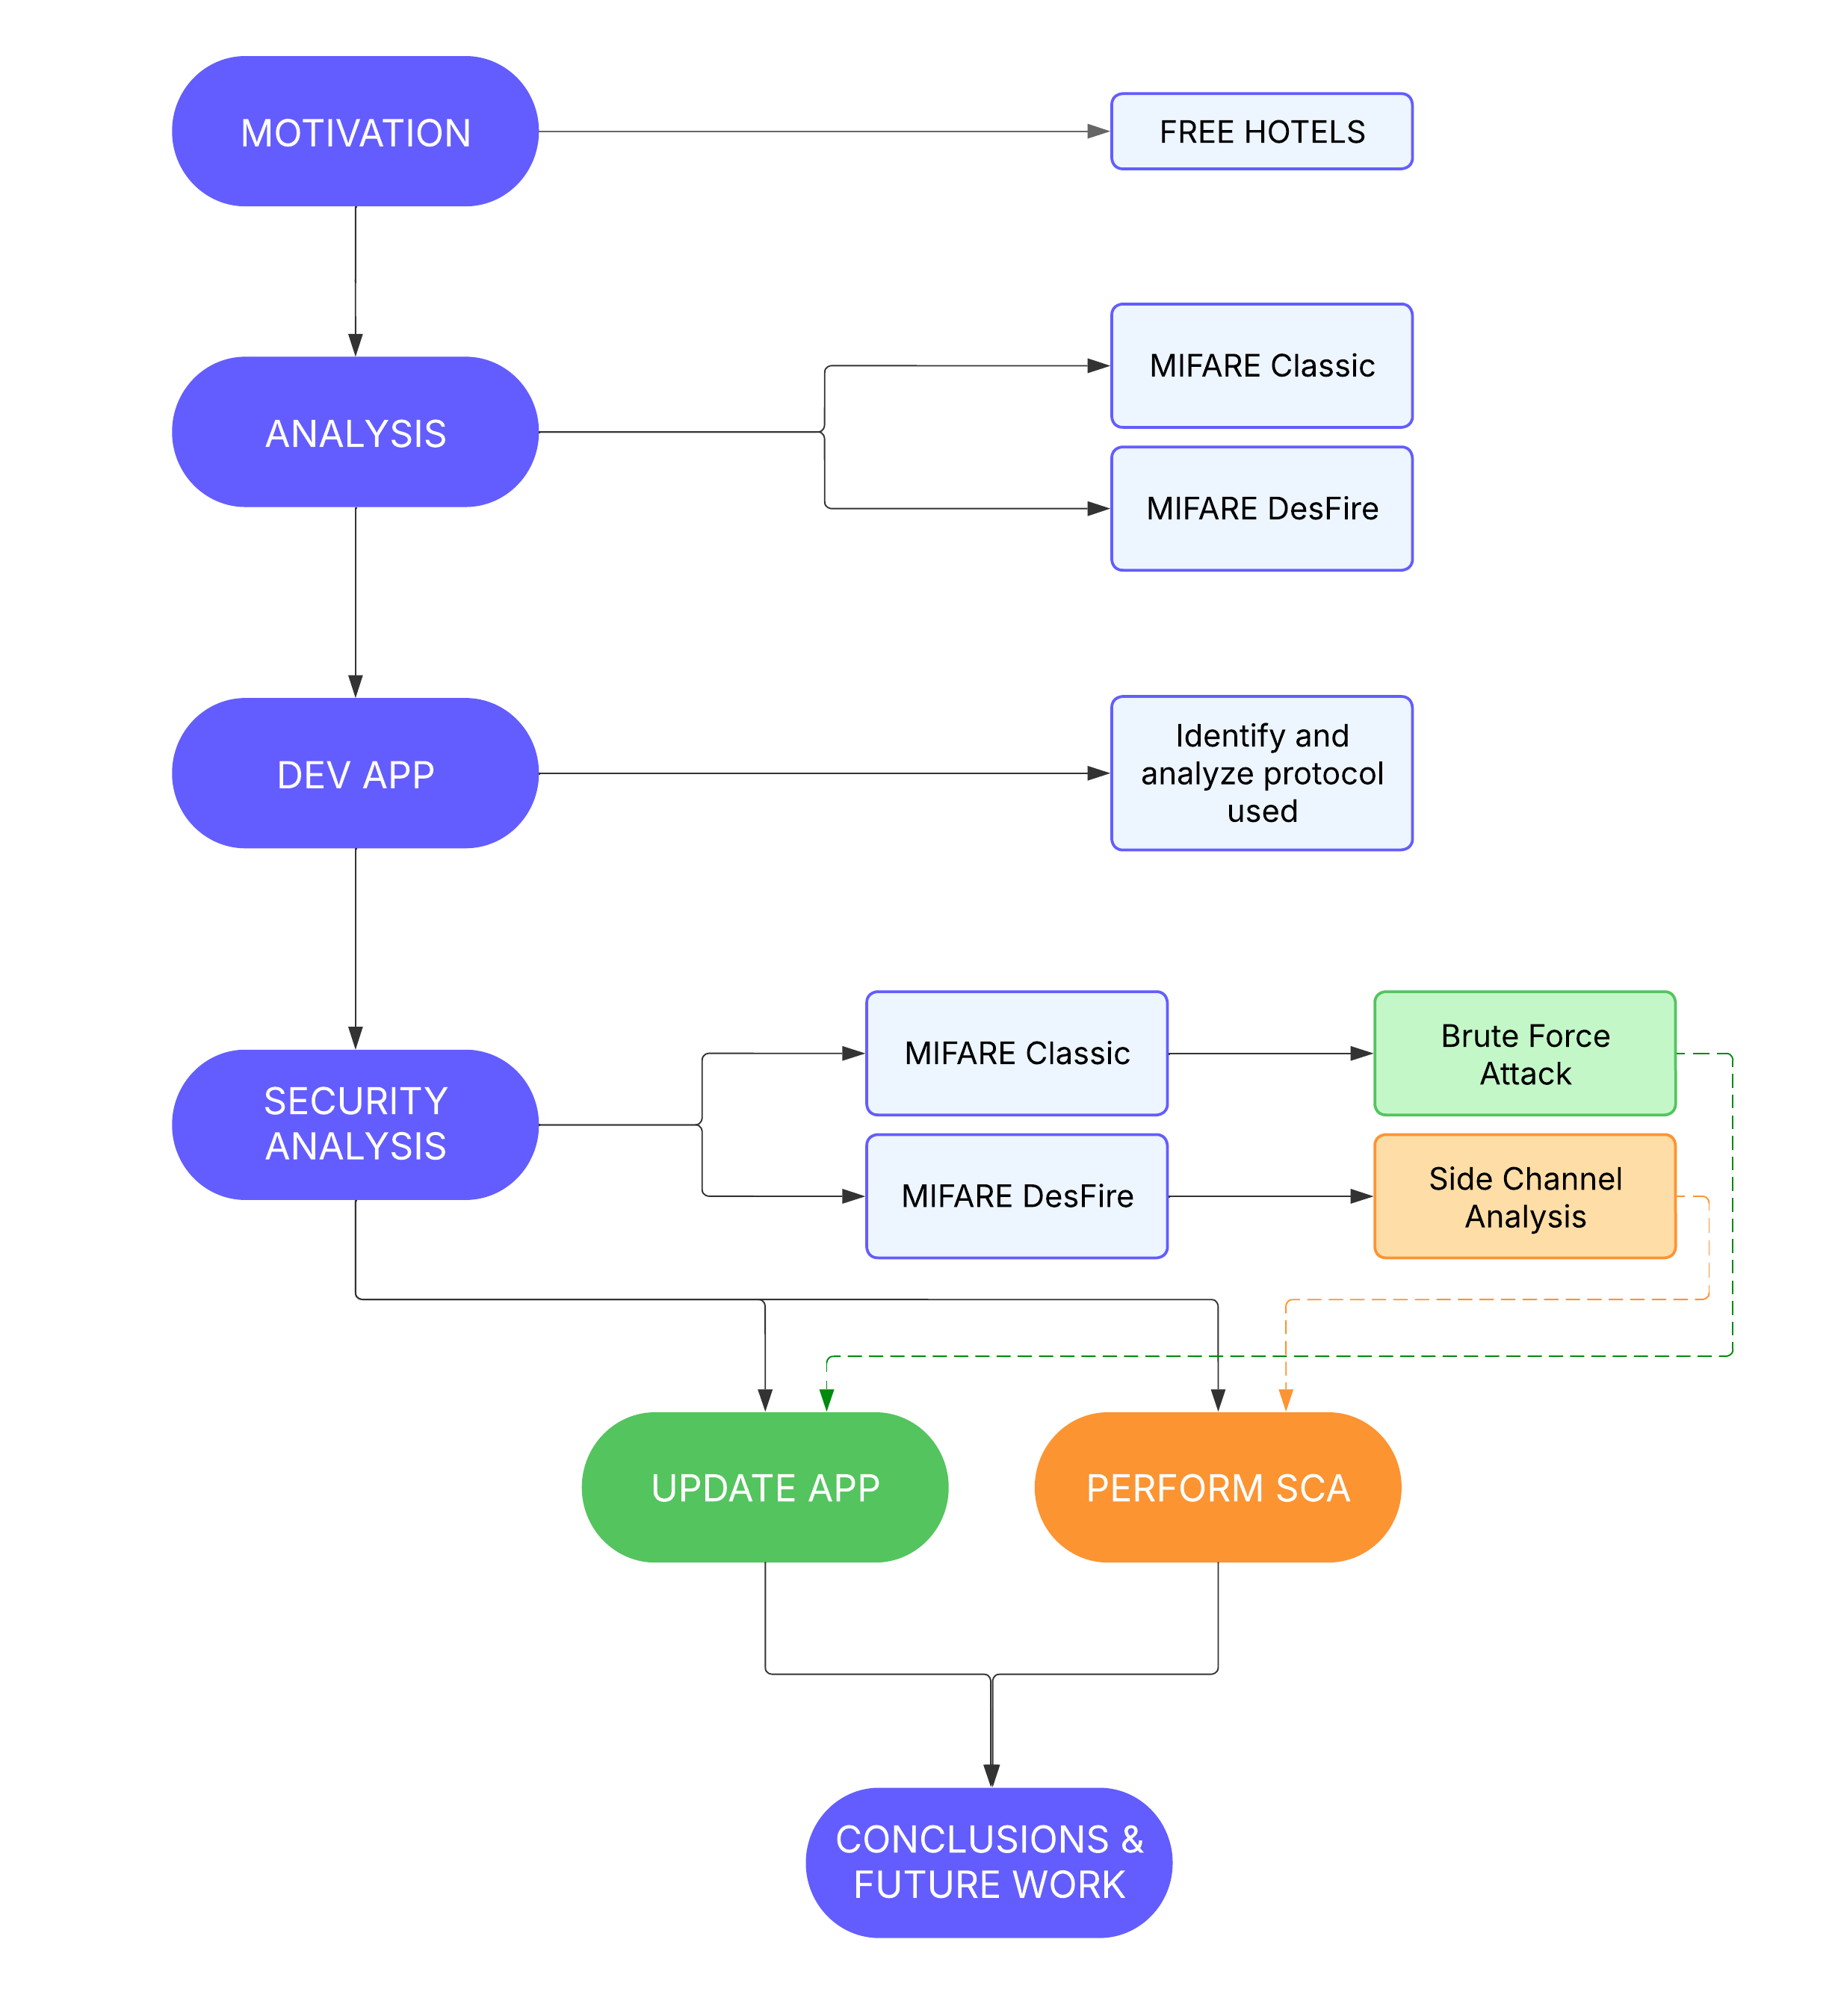 MOTIVATION
FREE HOTELS
ANALYSIS
MIFARE Classic
MIFARE DesFire
DEV APP
Identify and
analyze protocol
used
SECURITY
ANALYSIS
MIFARE Classic
Brute Force
Attack
MIFARE DesFire
Side Channel
Analysis
UPDATE APP
PERFORM SCA
CONCLUSIONS &
FUTURE WORK